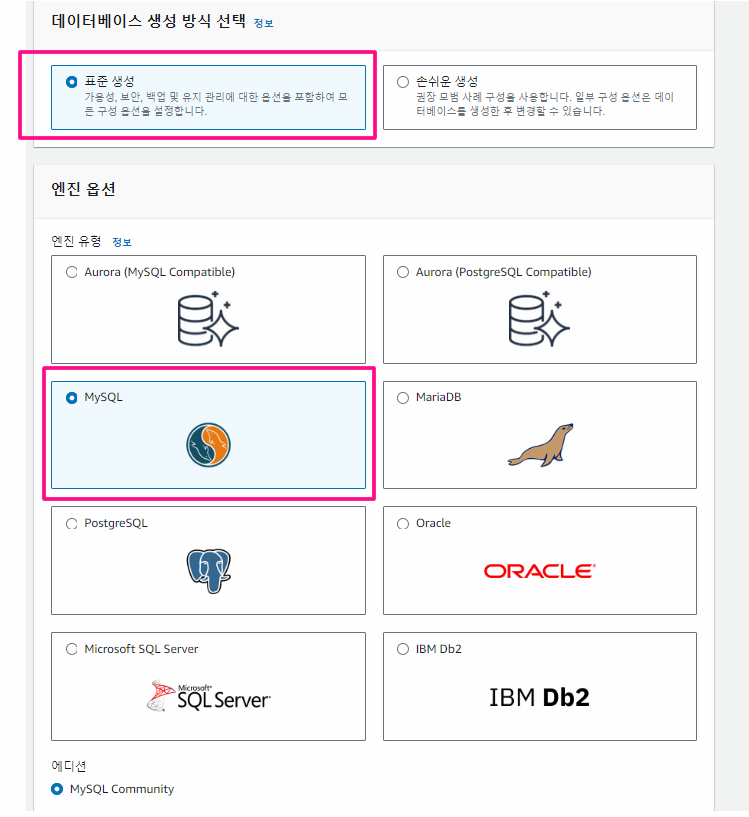 데이터베이스 생성 방식 선택 정보
표준 생성
가용성, 보안, 백업 및 유지 관리에 대한 옵션을 포함하여 모
든 구성 옵션을 설정합니다.
손쉬운 생성
권장 모범 사례 구성을 사용합니다. 일부 구성 옵션은 데이
터베이스를 생성한 후 변경할 수 있습니다.
엔진 옵션
엔진 유형 정보
Aurora (MySQL Compatible)
Aurora (PostgreSQL Compatible)
MySQL
MariaDB
PostgreSQL
Oracle
ORACLE
Microsoft SQL Server
Microsoft
SQL Server
IBM Db2
IBM Db2
에디션
MySQL Community